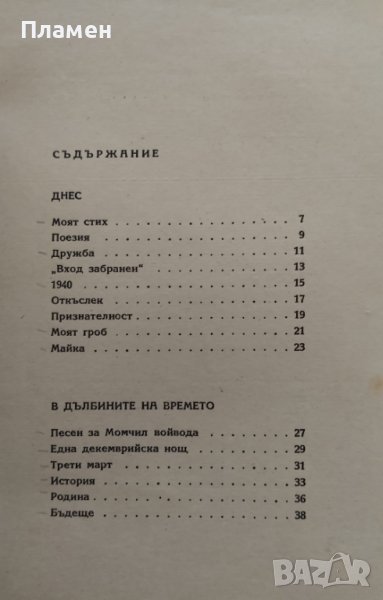 Пламен
СЪДЪРЖАНИЕ
ДНЕС
Моят стих . . . . . . . . . . . . . . . . 7
Поезия . . . . . . . . . . . . . . . . 9
Дружба . . . . . . . . . . . . . . . . 11
„Вход забранен“ . . . . . . . . . . . . . 13
1940 . . . . . . . . . . . . . . . . . 15
Откъслек . . . . . . . . . . . . . . . 17
Признателност . . . . . . . . . . . . . . 19
Моят гроб . . . . . . . . . . . . . . . 21
Майка . . . . . . . . . . . . . . . . 23
В ДЪЛБИНИТЕ НА ВРЕМЕТО
Песен за Момчил войвода . . . . . . . . . 27
Една декемврийска нощ . . . . . . . . . . 29
Трети март . . . . . . . . . . . . . . . 31
История . . . . . . . . . . . . . . . . 33
Родина . . . . . . . . . . . . . . . . 36
Бъдеще . . . . . . . . . . . . . . . . 38
BAZAR